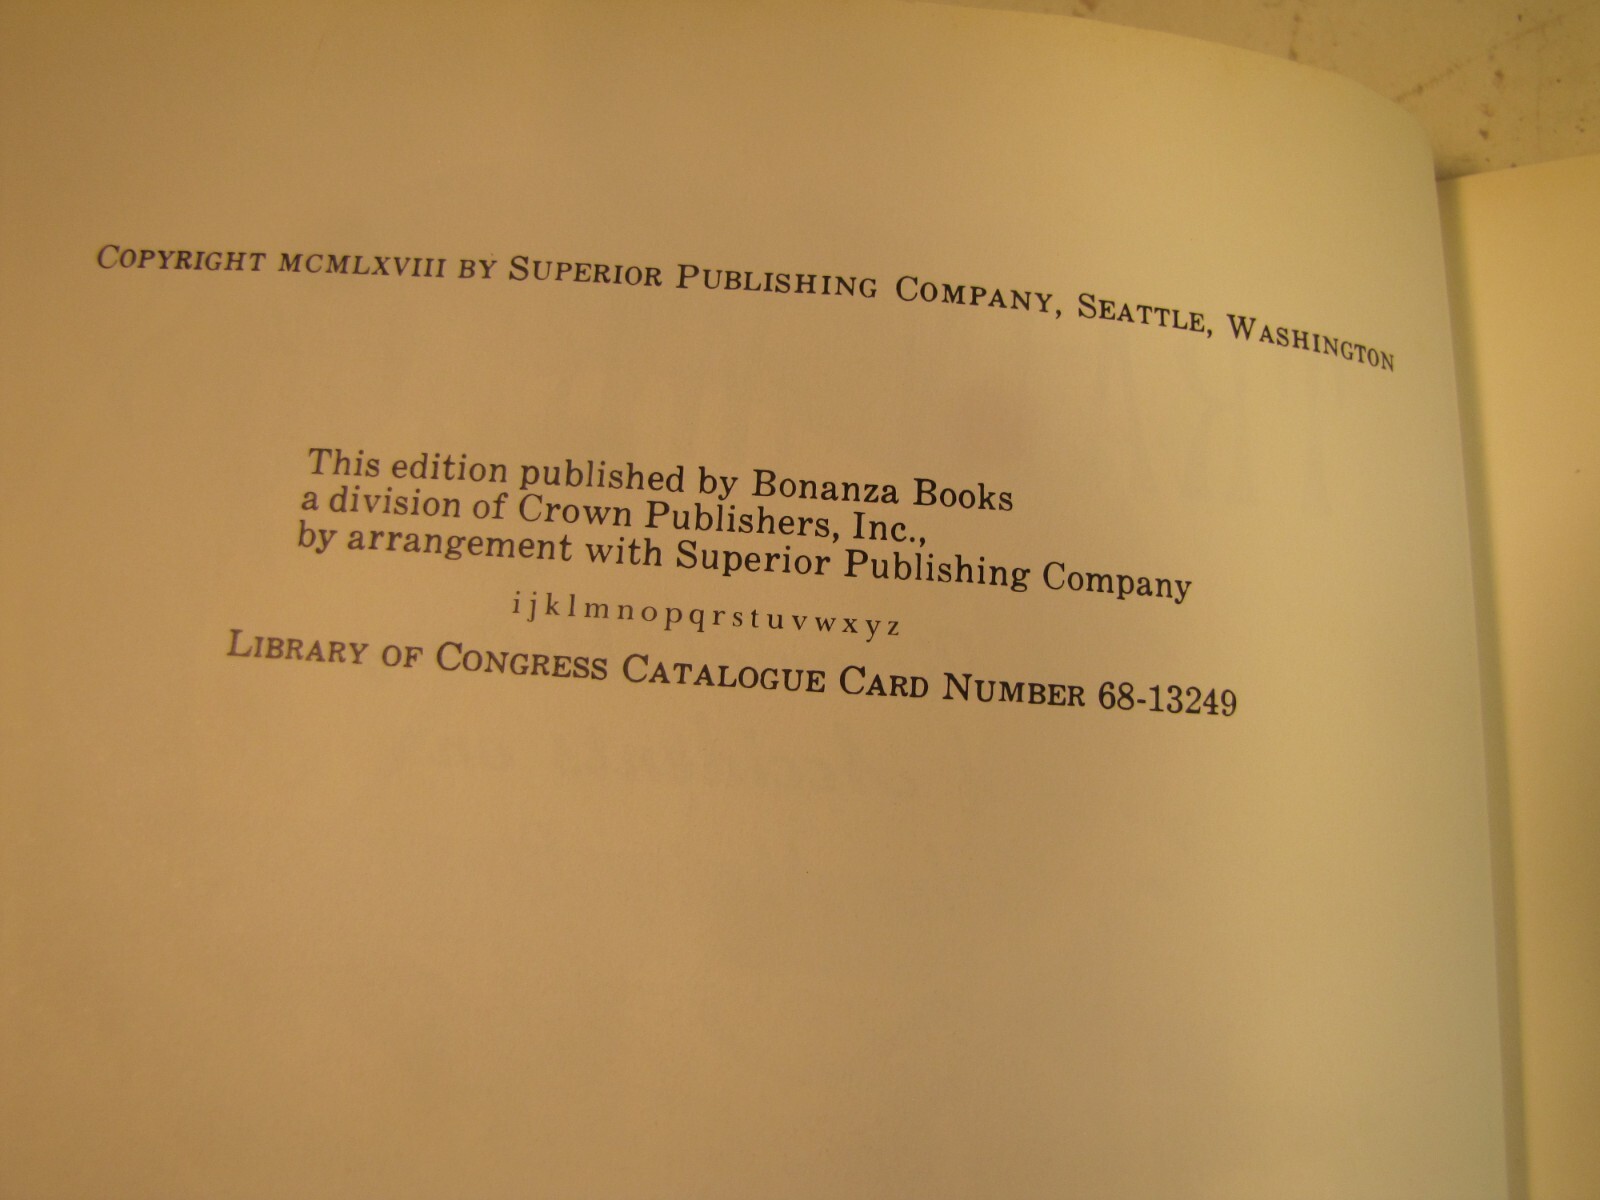 COPYRIGHT MCMLXVIII BY SUPERIOR PUBLISHING COMPANY, SEATTLE, WASHINGTON
This edition published by Bonanza Books
a division of Crown Publishers, Inc.,
by arrangement with Superior Publishing Company
i j k l m n o p q r s t u v w x y z
LIBRARY OF CONGRESS CATALOGUE CARD NUMBER 68-13249